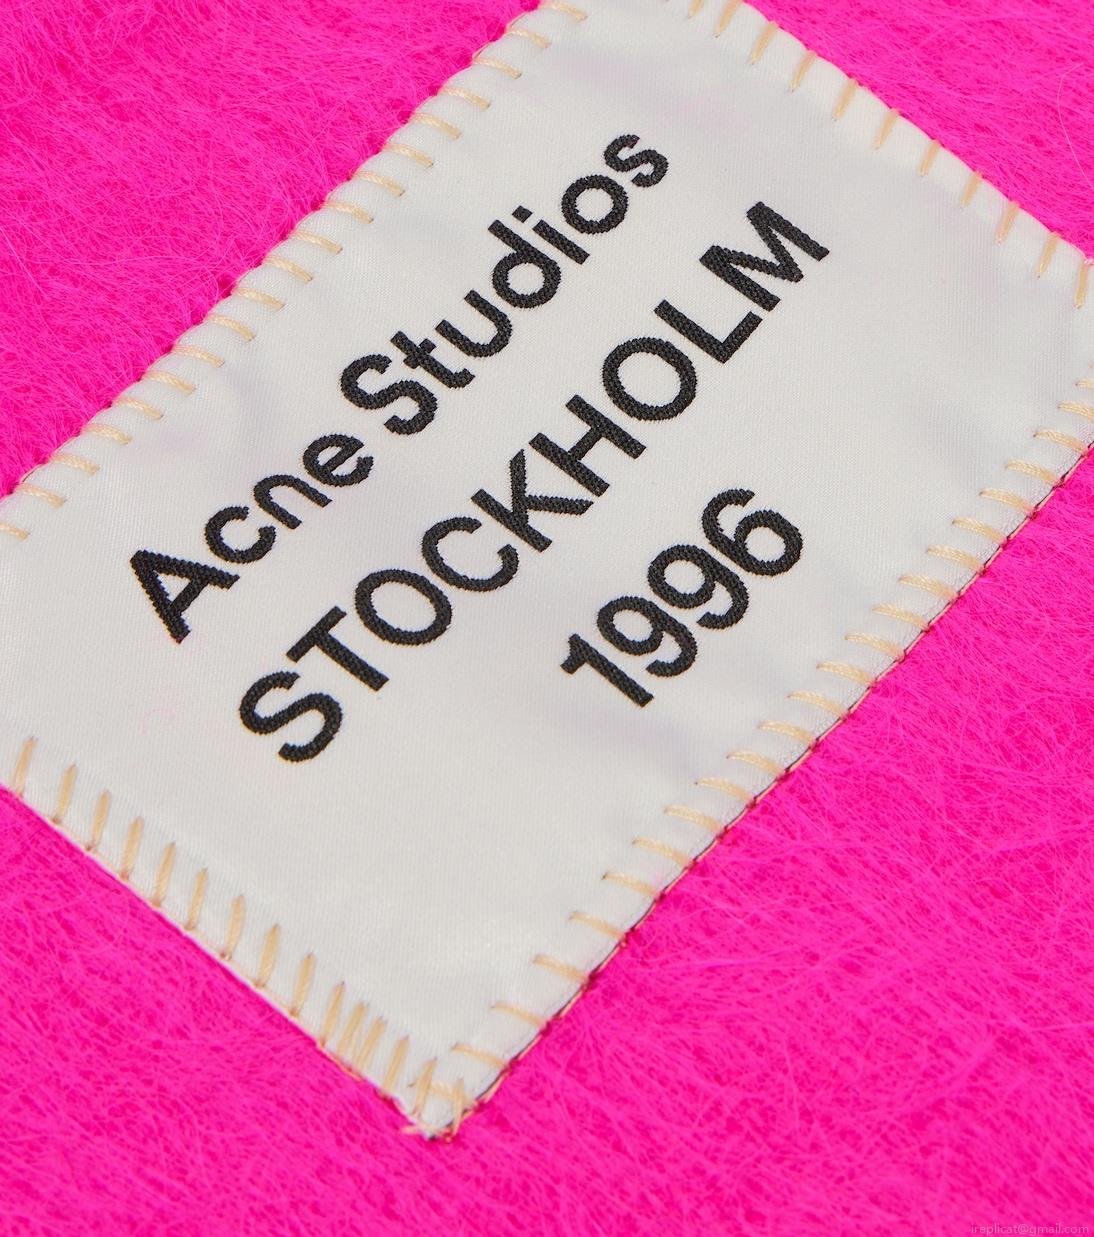 Acne Studios
STOCKHOLM
1996
ireplicat@gmail.com